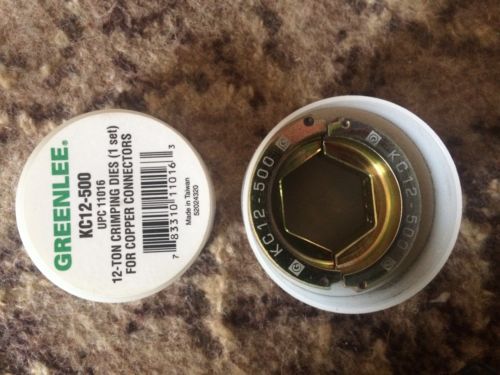 GREENLEE®
KC12-500
UPC 11016
12-TON CRIMPING DIES (1 set)
FOR COPPER CONNECTORS
7 83310 11016 3
Made in Taiwan
52024320
KC12-500
KC12-500